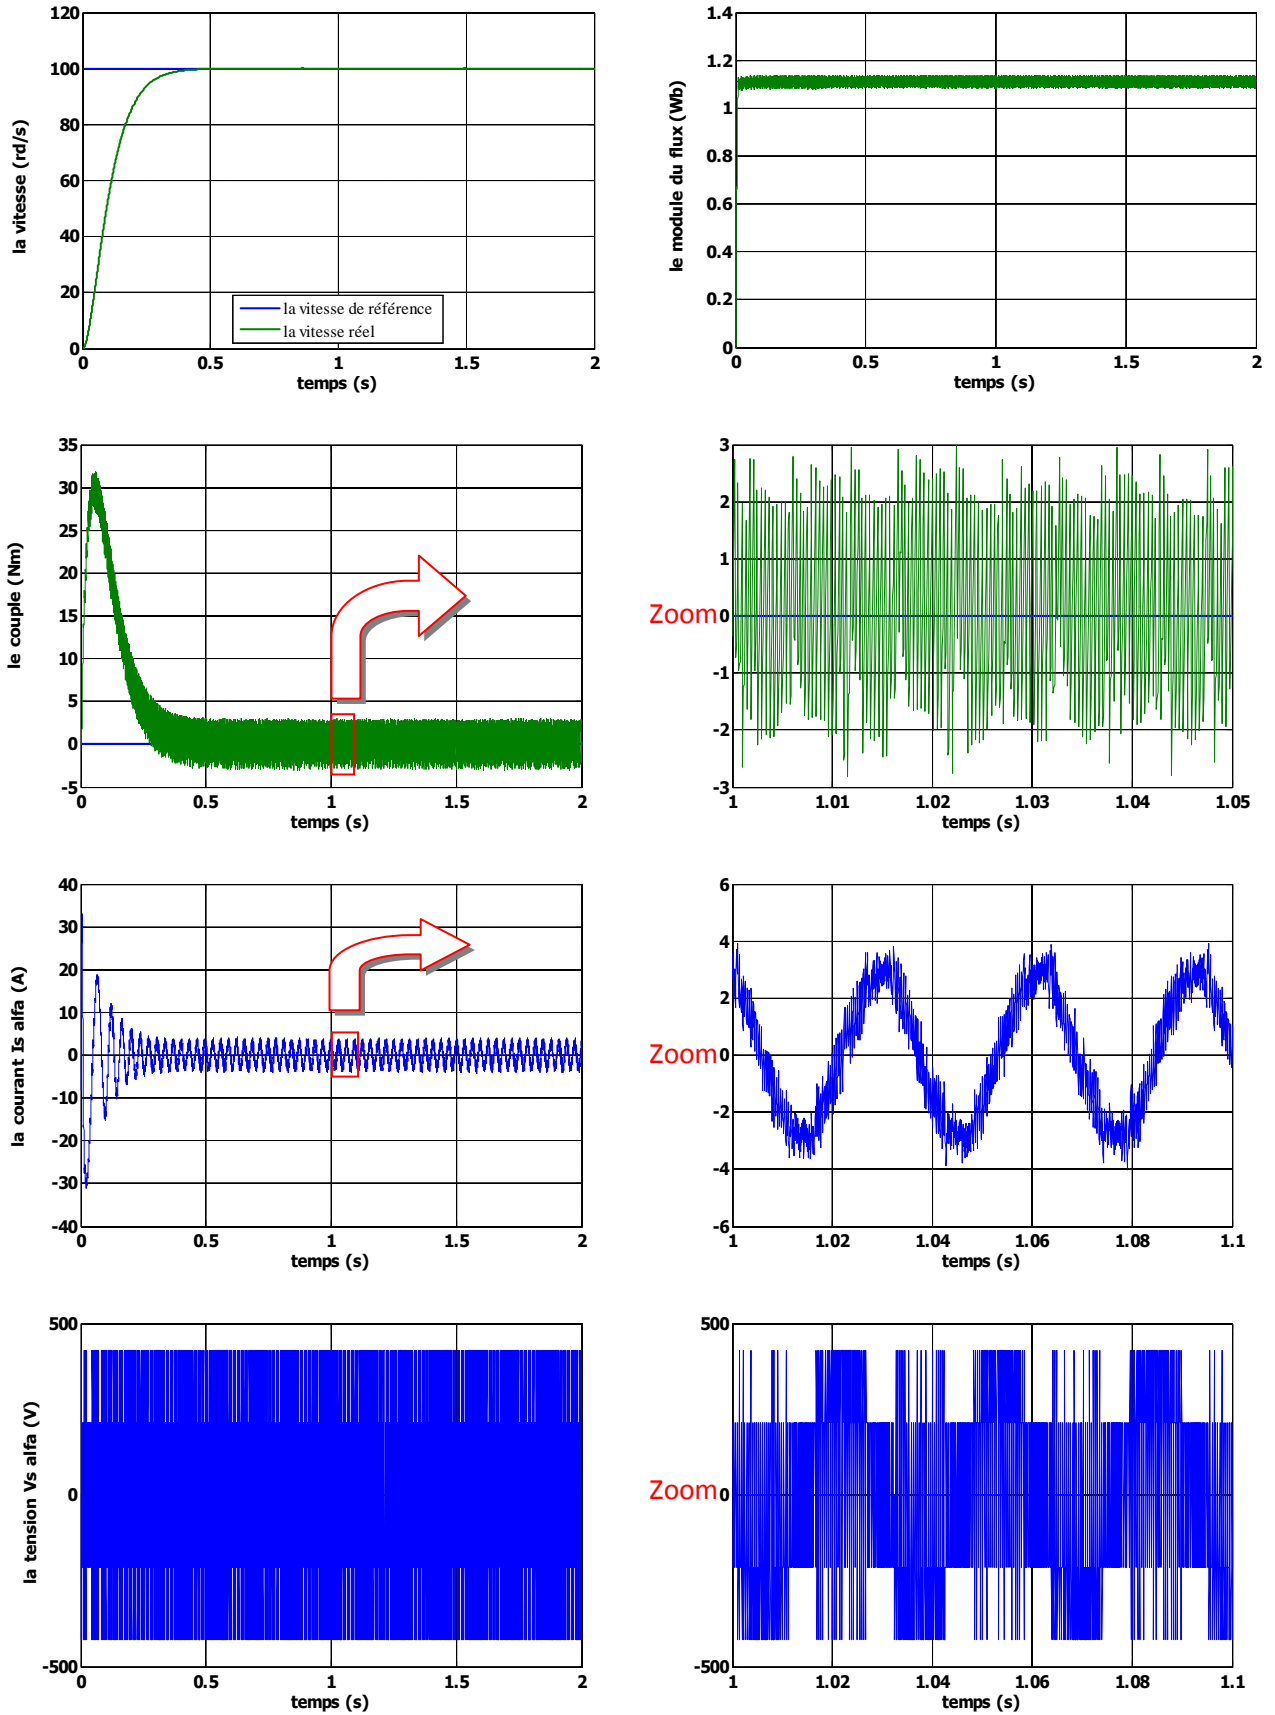 120
100
80
60
40
20
0
la vitesse (rd/s)
0 0.5 1 1.5 2
temps (s)
la vitesse de référence
la vitesse réel
1.4
1.2
1
0.8
0.6
0.4
0.2
0
le module du flux (Wb)
0 0.5 1 1.5 2
temps (s)
35
30
25
20
15
10
5
0
-5
le couple (Nm)
0 0.5 1 1.5 2
temps (s)
3
2
1
Zoom 0
-1
-2
-3
1 1.01 1.02 1.03 1.04 1.05
temps (s)
40
30
20
10
0
-10
-20
-30
-40
la courant Is alfa (A)
0 0.5 1 1.5 2
temps (s)
6
4
2
Zoom 0
-2
-4
-6
1 1.02 1.04 1.06 1.08 1.1
temps (s)
500
0
-500
la tension Vs alfa (V)
0 0.5 1 1.5 2
temps (s)
500
Zoom 0
-500
1 1.02 1.04 1.06 1.08 1.1
temps (s)